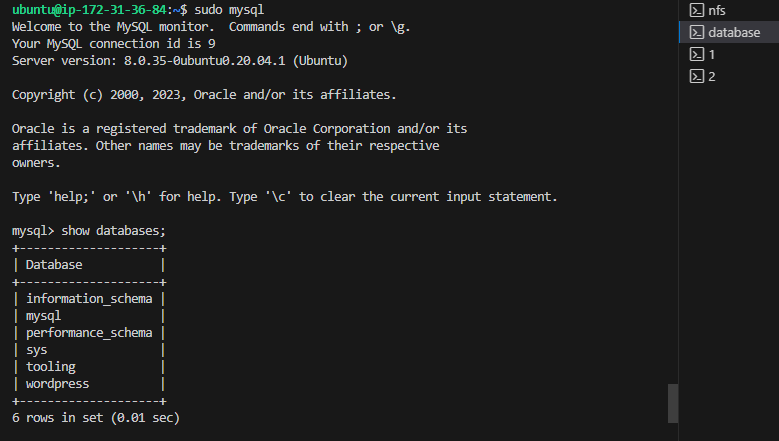 ubuntu@ip-172-31-36-84:~$ sudo mysql
Welcome to the MySQL monitor.  Commands end with ; or \g.
Your MySQL connection id is 9
Server version: 8.0.35-0ubuntu0.20.04.1 (Ubuntu)
Copyright (c) 2000, 2023, Oracle and/or its affiliates.
Oracle is a registered trademark of Oracle Corporation and/or its
affiliates. Other names may be trademarks of their respective
owners.
Type 'help;' or '\h' for help. Type '\c' to clear the current input statement.
mysql> show databases;
+--------------------+
| Database           |
+--------------------+
| information_schema |
| mysql              |
| performance_schema |
| sys                |
| tooling            |
| wordpress          |
+--------------------+
6 rows in set (0.01 sec)
nfs
database
1
2